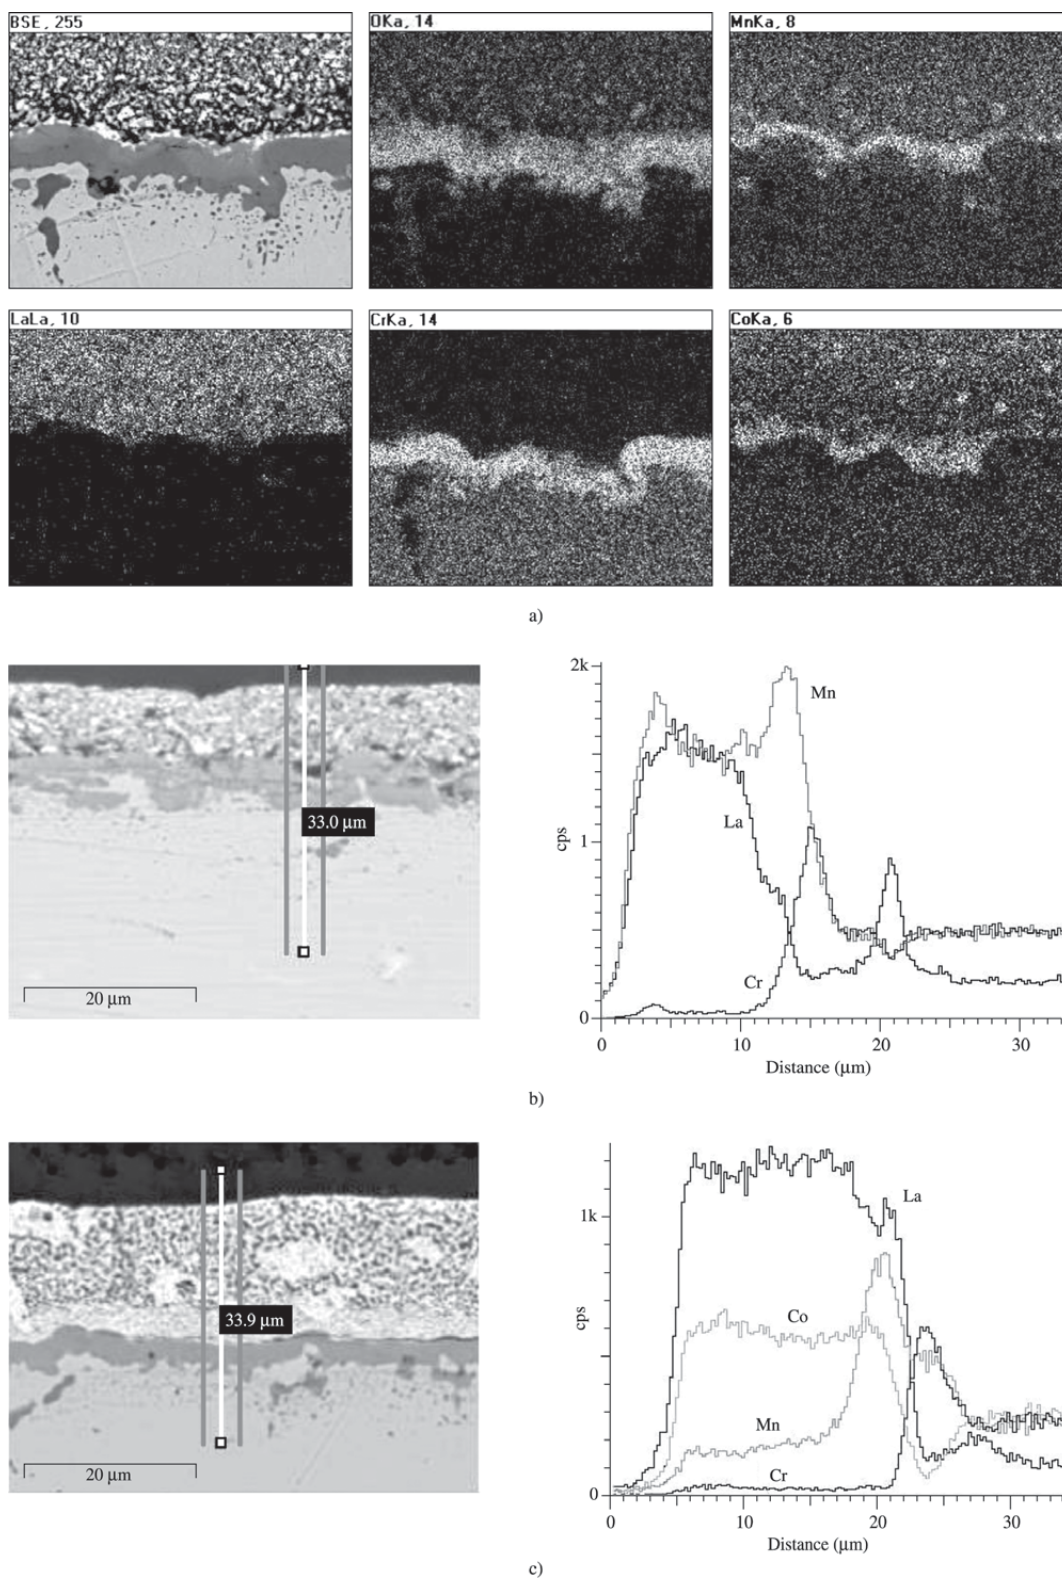 BSE, 255
OKa, 14
MnKa, 8
LaLa, 10
CrKa, 14
CoKa, 6
a)
33.0 µm
20 µm
2k
1
0
cps
Mn
La
Cr
0
10
20
30
Distance (µm)
b)
33.9 µm
20 µm
1k
0
cps
La
Co
Mn
Cr
0
10
20
30
Distance (µm)
c)